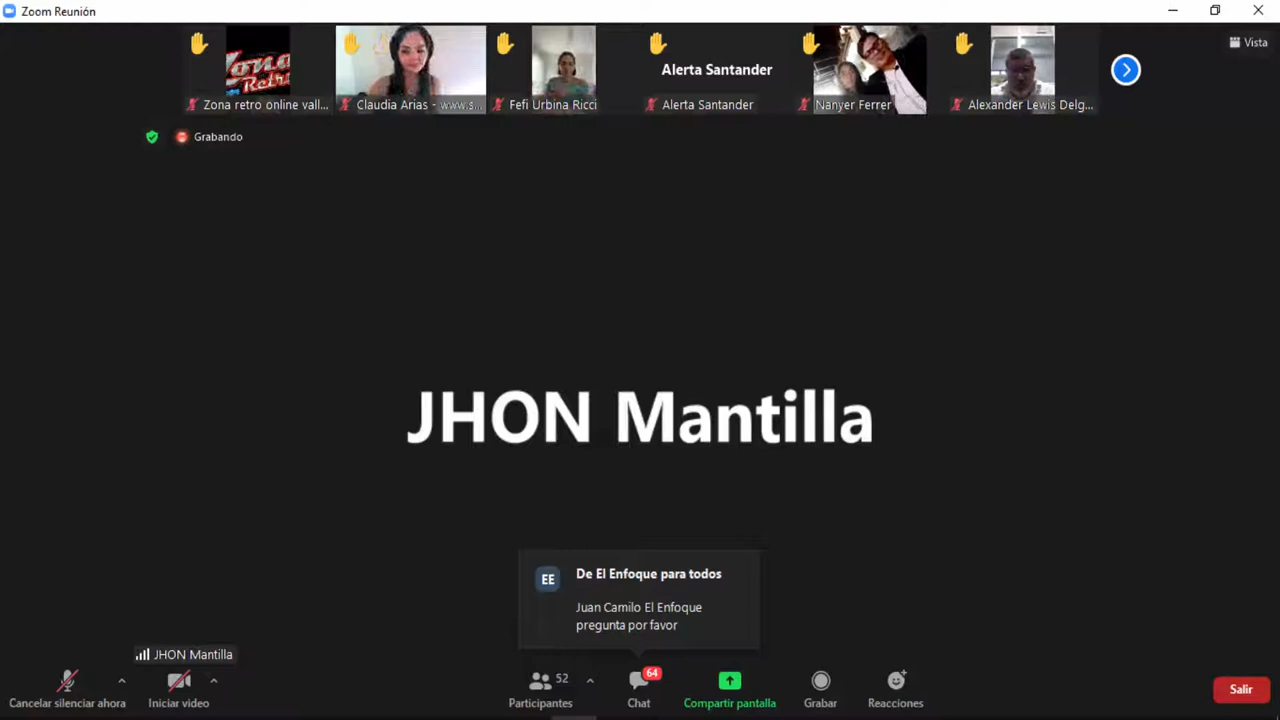 Zoom Reunión
Vista
Alerta Santander
Zona retro online vall...
Claudia Arias - www.s...
Fefi Urbina Ricci
Alerta Santander
Nanyer Ferrer
Alexander Lewis Delg...
Grabando
JHON Mantilla
EE
De El Enfoque para todos
Juan Camilo El Enfoque
pregunta por favor
JHON Mantilla
52
64
Cancelar silenciar ahora
Iniciar video
Participantes
Chat
Compartir pantalla
Grabar
Reacciones
Salir